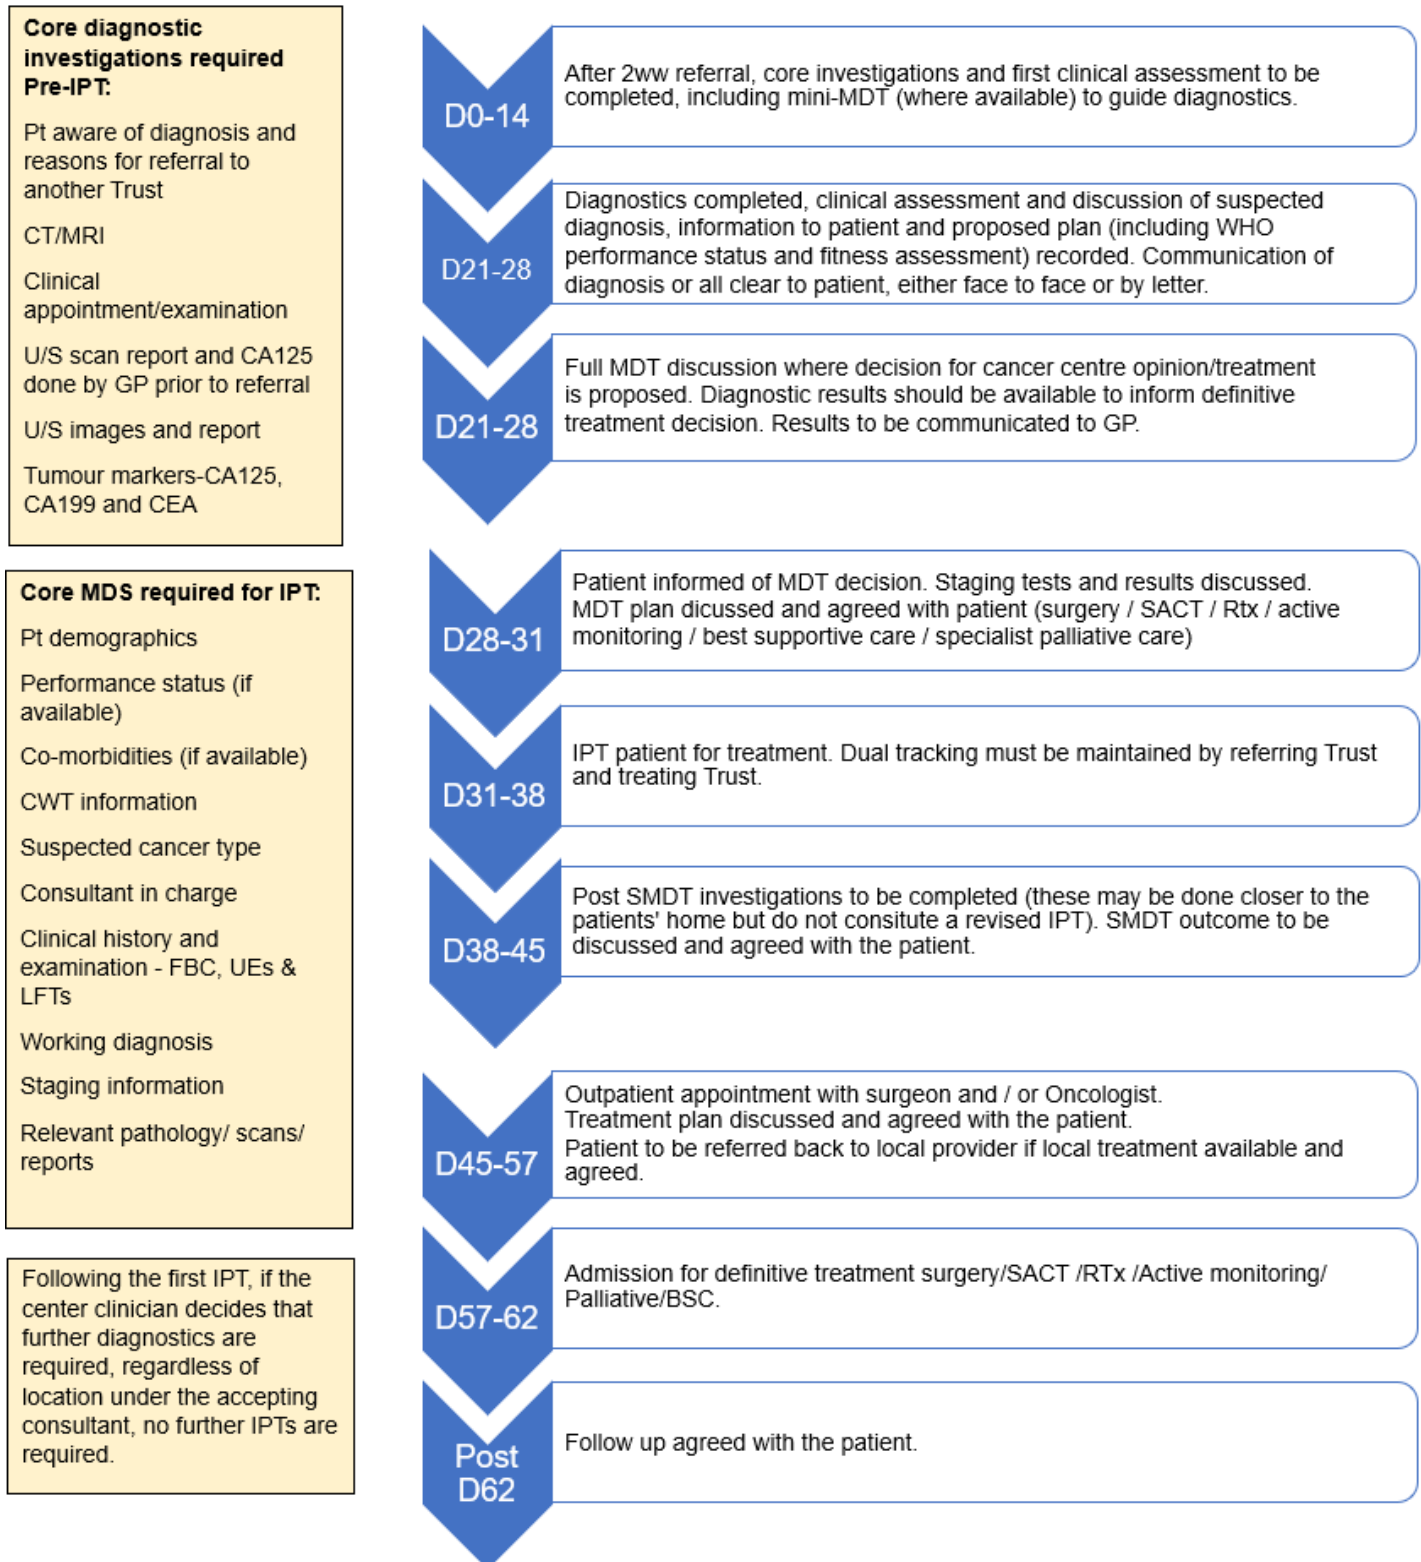 Core diagnostic
investigations required
Pre-IPT:
Pt aware of diagnosis and
reasons for referral to
another Trust
CT/MRI
Clinical
appointment/examination
U/S scan report and CA125
done by GP prior to referral
U/S images and report
Tumour markers-CA125,
CA199 and CEA
Core MDS required for IPT:
Pt demographics
Performance status (if
available)
Co-morbidities (if available)
CWT information
Suspected cancer type
Consultant in charge
Clinical history and
examination - FBC, UEs &
LFTs
Working diagnosis
Staging information
Relevant pathology/ scans/
reports
Following the first IPT, if the
center clinician decides that
further diagnostics are
required, regardless of
location under the accepting
consultant, no further IPTs are
required.
D0-14
After 2ww referral, core investigations and first clinical assessment to be
completed, including mini-MDT (where available) to guide diagnostics.
D21-28
Diagnostics completed, clinical assessment and discussion of suspected
diagnosis, information to patient and proposed plan (including WHO
performance status and fitness assessment) recorded. Communication of
diagnosis or all clear to patient, either face to face or by letter.
D21-28
Full MDT discussion where decision for cancer centre opinion/treatment
is proposed. Diagnostic results should be available to inform definitive
treatment decision. Results to be communicated to GP.
D28-31
Patient informed of MDT decision. Staging tests and results discussed.
MDT plan dicussed and agreed with patient (surgery / SACT / Rtx / active
monitoring / best supportive care / specialist palliative care)
D31-38
IPT patient for treatment. Dual tracking must be maintained by referring Trust
and treating Trust.
D38-45
Post SMDT investigations to be completed (these may be done closer to the
patients' home but do not consitute a revised IPT). SMDT outcome to be
discussed and agreed with the patient.
D45-57
Outpatient appointment with surgeon and / or Oncologist.
Treatment plan discussed and agreed with the patient.
Patient to be referred back to local provider if local treatment available and
agreed.
D57-62
Admission for definitive treatment surgery/SACT /RTx /Active monitoring/
Palliative/BSC.
Post
D62
Follow up agreed with the patient.